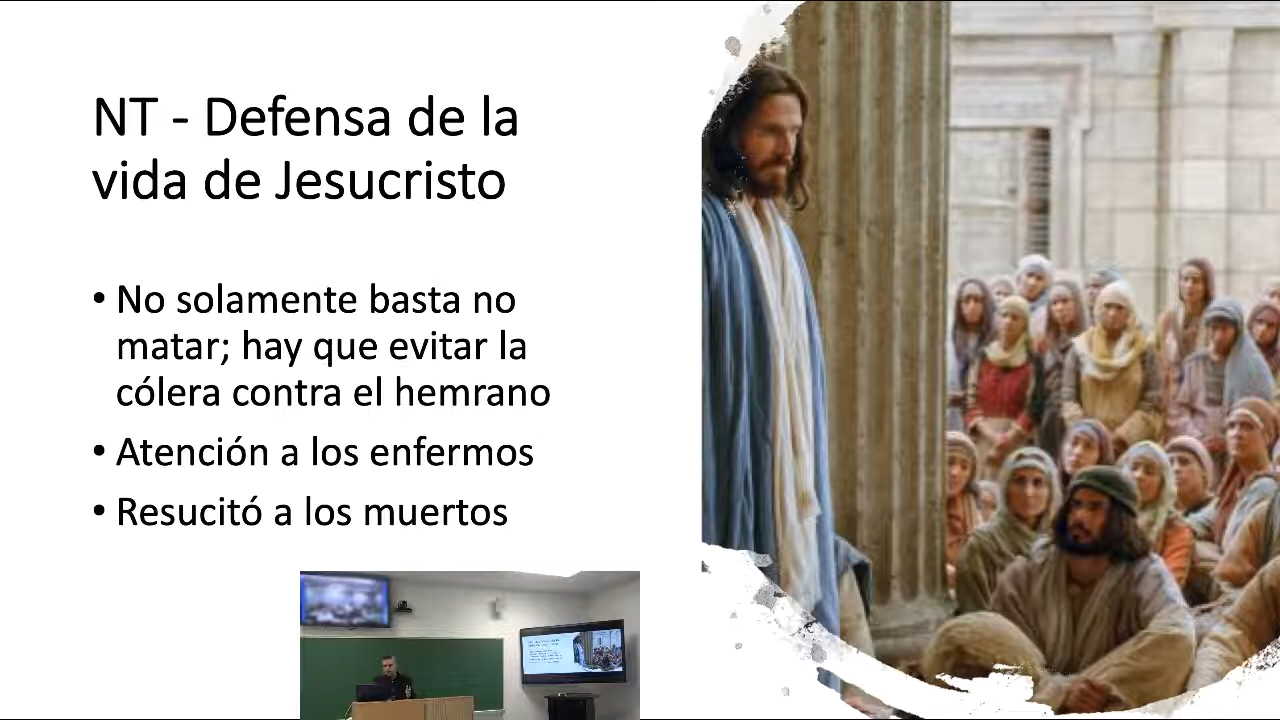 NT - Defensa de la
vida de Jesucristo
• No solamente basta no
matar; hay que evitar la
cólera contra el hemrano
• Atención a los enfermos
• Resucitó a los muertos